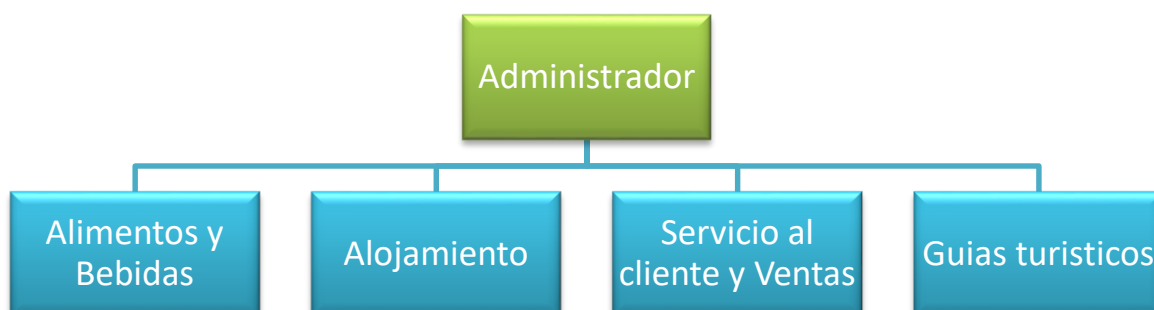 Administrador
Alimentos y
Bebidas
Alojamiento
Servicio al
cliente y Ventas
Guias turisticos